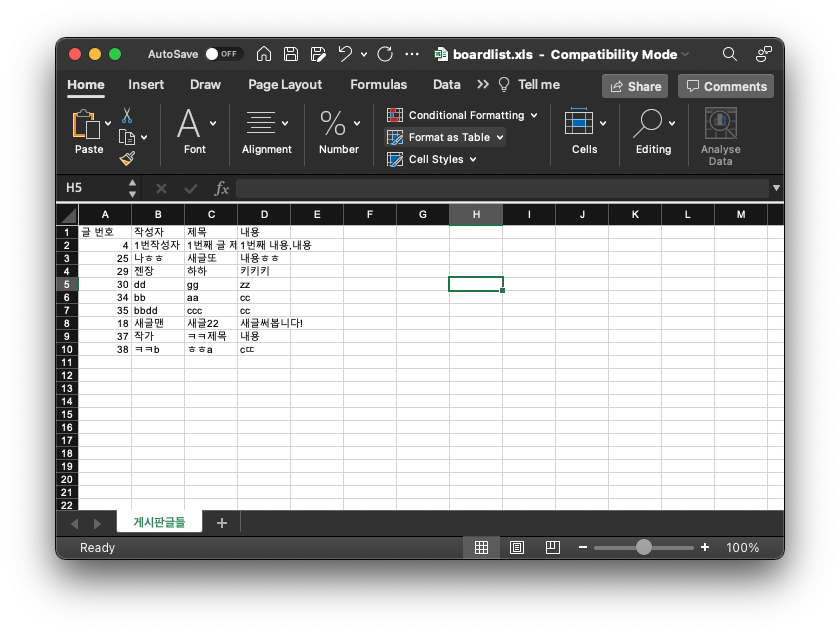 AutoSave OFF boardlist.xls - Compatibility Mode
Home Insert Draw Page Layout Formulas Data Tell me Share Comments
Paste Font Alignment Number Conditional Formatting Format as Table Cell Styles Cells Editing Analyse Data
H5 fx
A B C D E F G H I J K L M
1 글 번호 작성자 제목 내용
2 4 1번작성자 1번째 글 제 1번째 내용,내용
3 25 나ㅎㅎ 새글또 내용ㅎㅎ
4 29 젠장 하하 키키키
5 30 dd gg zz
6 34 bb aa cc
7 35 bbdd ccc cc
8 18 새글맨 새글22 새글써봅니다!
9 37 작가 ㅋㅋ제목 내용
10 38 ㅋㅋb ㅎㅎa cㄸ
11
12
13
14
15
16
17
18
19
20
21
22
게시판글들 +
Ready 100%